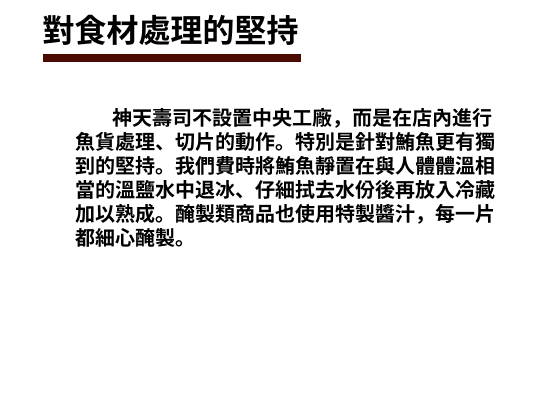 對食材處理的堅持
神天壽司不設置中央工廠，而是在店內進行
魚貨處理、切片的動作。特別是針對鮪魚更有獨
到的堅持。我們費時將鮪魚靜置在與人體體溫相
當的溫鹽水中退冰、仔細拭去水份後再放入冷藏
加以熟成。醃製類商品也使用特製醬汁，每一片
都細心醃製。